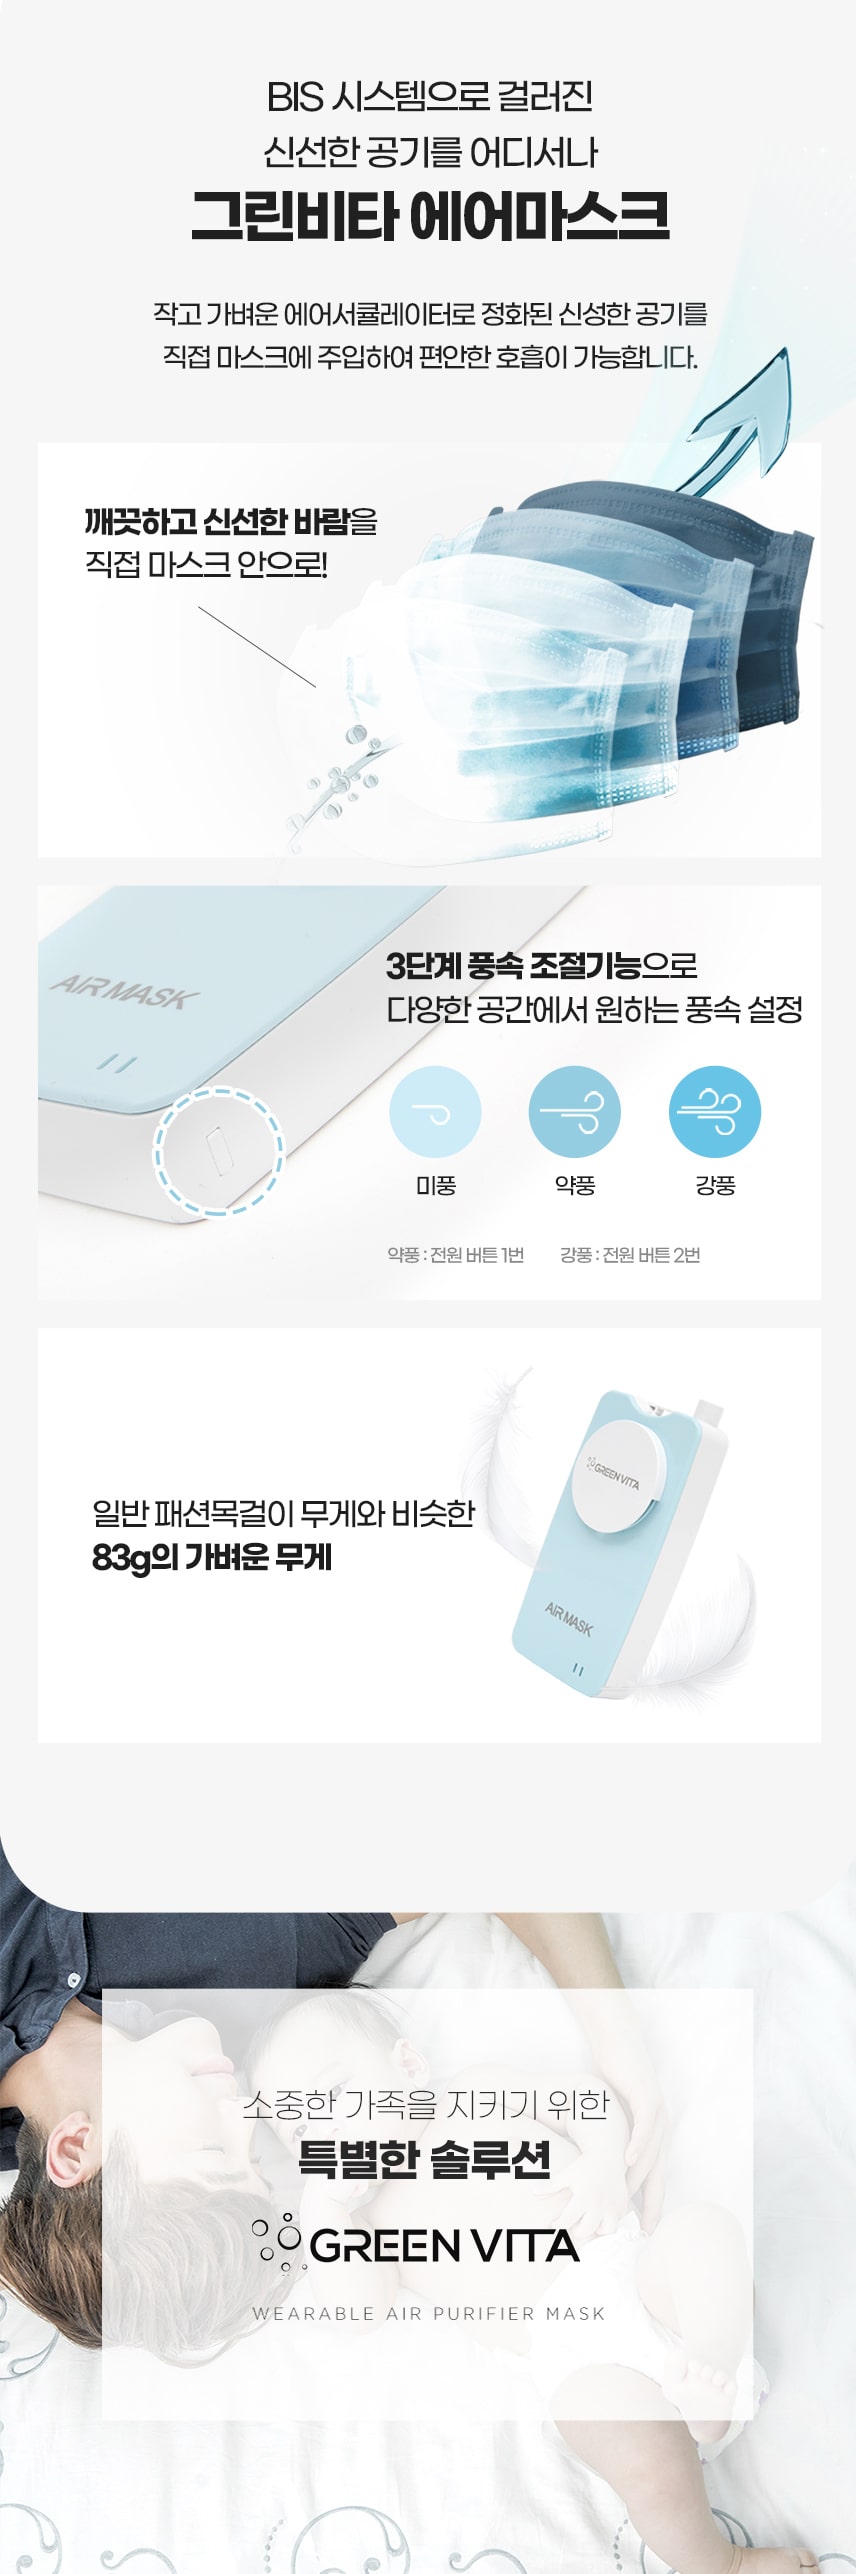 BIS 시스템으로 걸러진
신선한 공기를 어디서나
그린비타 에어마스크
작고 가벼운 에어서큘레이터로 정화된 신성한 공기를
직접 마스크에 주입하여 편안한 호흡이 가능합니다.
깨끗하고 신선한 바람을
직접 마스크 안으로!
AIR MASK
3단계 풍속 조절기능으로
다양한 공간에서 원하는 풍속 설정
미풍
약풍
강풍
약풍 : 전원 버튼 1번
강풍 : 전원 버튼 2번
일반 패션목걸이 무게와 비슷한
83g의 가벼운 무게
GREEN VITA
AIR MASK
소중한 가족을 지키기 위한
특별한 솔루션
GREEN VITA
WEARABLE AIR PURIFIER MASK